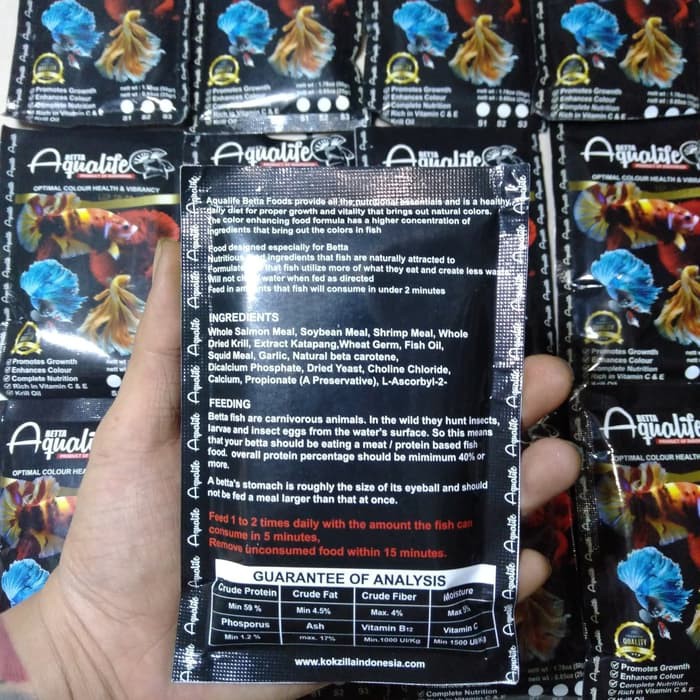 Aqualife Betta Foods provide all the nutritional essentials and is a healthy,
daily diet for proper growth and vitality that brings out natural colors.
The color enhancing food formula has a higher concentration of
ingredients that bring out the colors in fish
Food designed especially for Betta
Nutritious ingredients that fish are naturally attracted to
that fish utilize more of what they eat and create less
Will not water when fed as directed
Feed in amounts that fish will consume in under 2 minutes
INGREDIENTS
Whole Salmon Meal, Soybean Meal, Shrimp Meal, Whole
Dried Krill, Extract Katapang,Wheat Germ, Fish Oil,
Squid Meal, Garlic, Natural beta carotene,
Dicalcium Phosphate, Dried Yeast, Choline Chloride,
Calcium, Propionate (A Preservative), L-Ascorbyl-2-
FEEDING
Betta fish are carnivorous animals. In the wild they hunt insects,
larvae and insect eggs from the water's surface. So this means
that your betta should be eating a meat / protein based fish
food. overall protein percentage should be mimimum 40% or
more.
A betta's stomach is roughly the size of its eyeball and should
not be fed a meal larger than that at once.
Feed 1 to 2 times daily with the amount the fish can
consume in 5 minutes,
Remove unconsumed food within 15 minutes.
GUARANTEE OF ANALYSIS
Crude Protein Crude Fat Crude Fiber Moisture
Min 59 % Min 4.5% Max. 4% Max 5%
Phosporus Ash Vitamin B12 Vitamin C
Min 1.2 % max. 17% Min.1000 UI/Kg Min 1500 UI/Kg
www.kokzillaindonesia.com
BETTA
Aqualife
PRODUCT OF INDONESIA
OPTIMAL COLOUR HEALTH & VIBRANCY
Promotes Growth
Enhances Colour
Complete Nutrition
Rich in Vitamin C & E
Krill Oil
S1 S2 S3